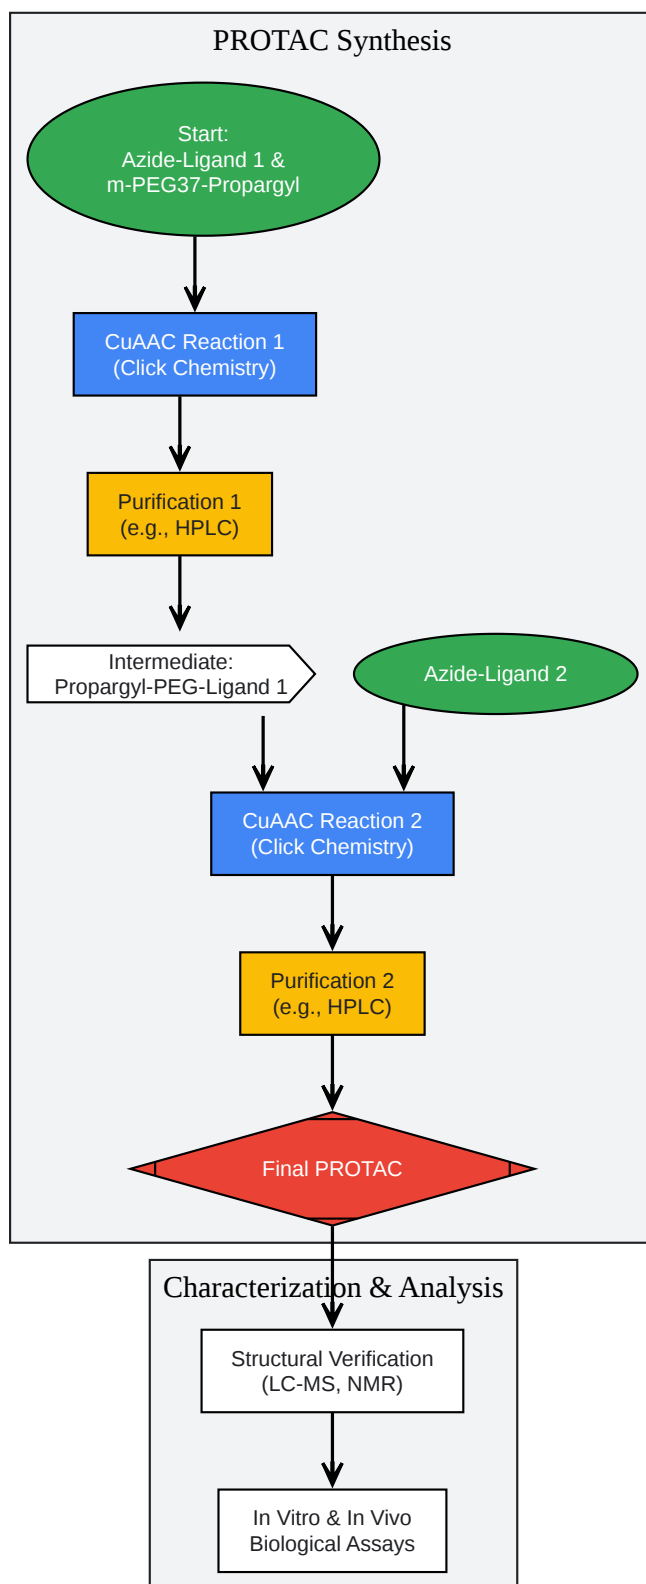 PROTAC Synthesis
Start:
Azide-Ligand 1 &
m-PEG37-Propargyl
CuAAC Reaction 1
(Click Chemistry)
Purification 1
(e.g., HPLC)
Intermediate:
Propargyl-PEG-Ligand 1
Azide-Ligand 2
CuAAC Reaction 2
(Click Chemistry)
Purification 2
(e.g., HPLC)
Final PROTAC
Characterization & Analysis
Structural Verification
(LC-MS, NMR)
In Vitro & In Vivo
Biological Assays